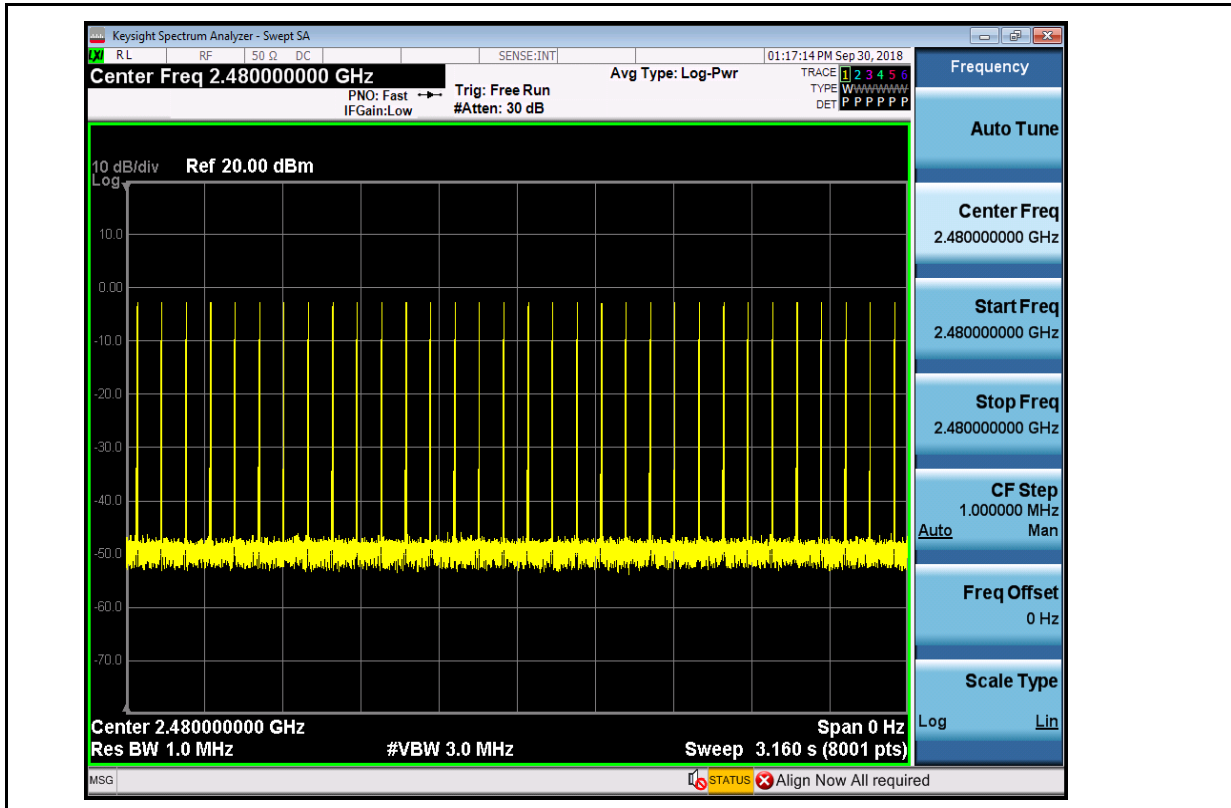 Keysight Spectrum Analyzer - Swept SA
LXI RL RF 50 Ω DC SENSE:INT 01:17:14 PM Sep 30, 2018
Center Freq 2.480000000 GHz
PNO: Fast
IFGain:Low
Trig: Free Run
#Atten: 30 dB
Avg Type: Log-Pwr
TRACE 1 2 3 4 5 6
TYPE WWWWWW
DET P P P P P P
10 dB/div
Log
Ref 20.00 dBm
10.0
0.00
-10.0
-20.0
-30.0
-40.0
-50.0
-60.0
-70.0
Center 2.480000000 GHz Span 0 Hz
Res BW 1.0 MHz #VBW 3.0 MHz Sweep 3.160 s (8001 pts)
MSG STATUS Align Now All required
Frequency
Auto Tune
Center Freq
2.480000000 GHz
Start Freq
2.480000000 GHz
Stop Freq
2.480000000 GHz
CF Step
1.000000 MHz
Auto Man
Freq Offset
0 Hz
Scale Type
Log Lin